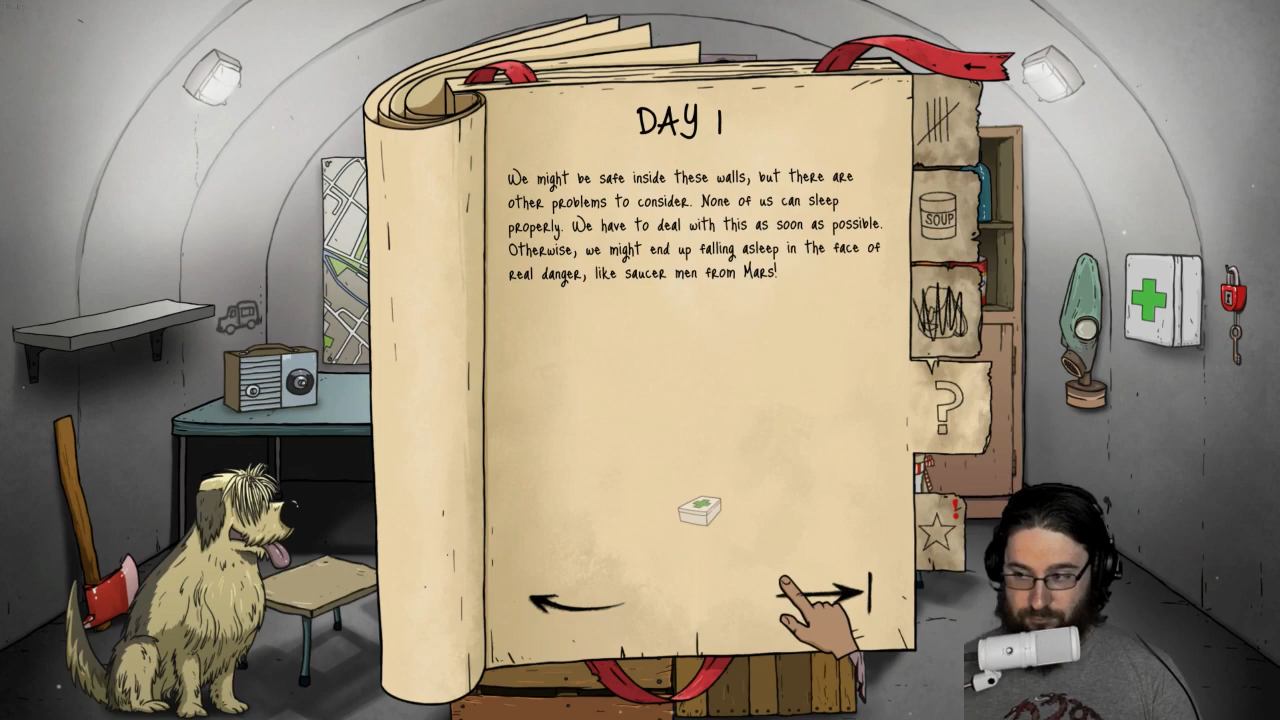 DAY 1
We might be safe inside these walls, but there are
other problems to consider. None of us can sleep
properly. We have to deal with this as soon as possible.
Otherwise, we might end up falling asleep in the face of
real danger, like saucer men from Mars!
SOUP
?
!